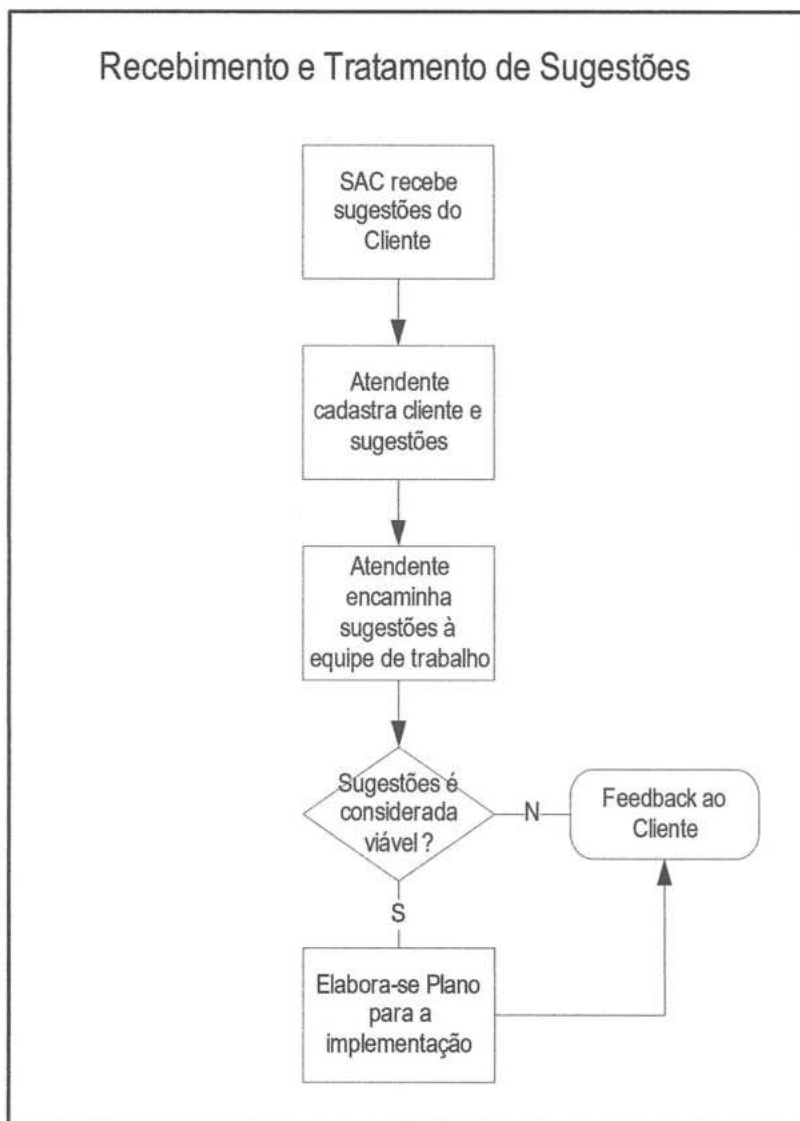 Recebimento e Tratamento de Sugestões
SAC recebe
sugestões do
Cliente
Atendente
cadastra cliente e
sugestões
Atendente
encaminha
sugestões à
equipe de trabalho
Sugestões é
considerada
viável ?
N
Feedback ao
Cliente
S
Elabora-se Plano
para a
implementação